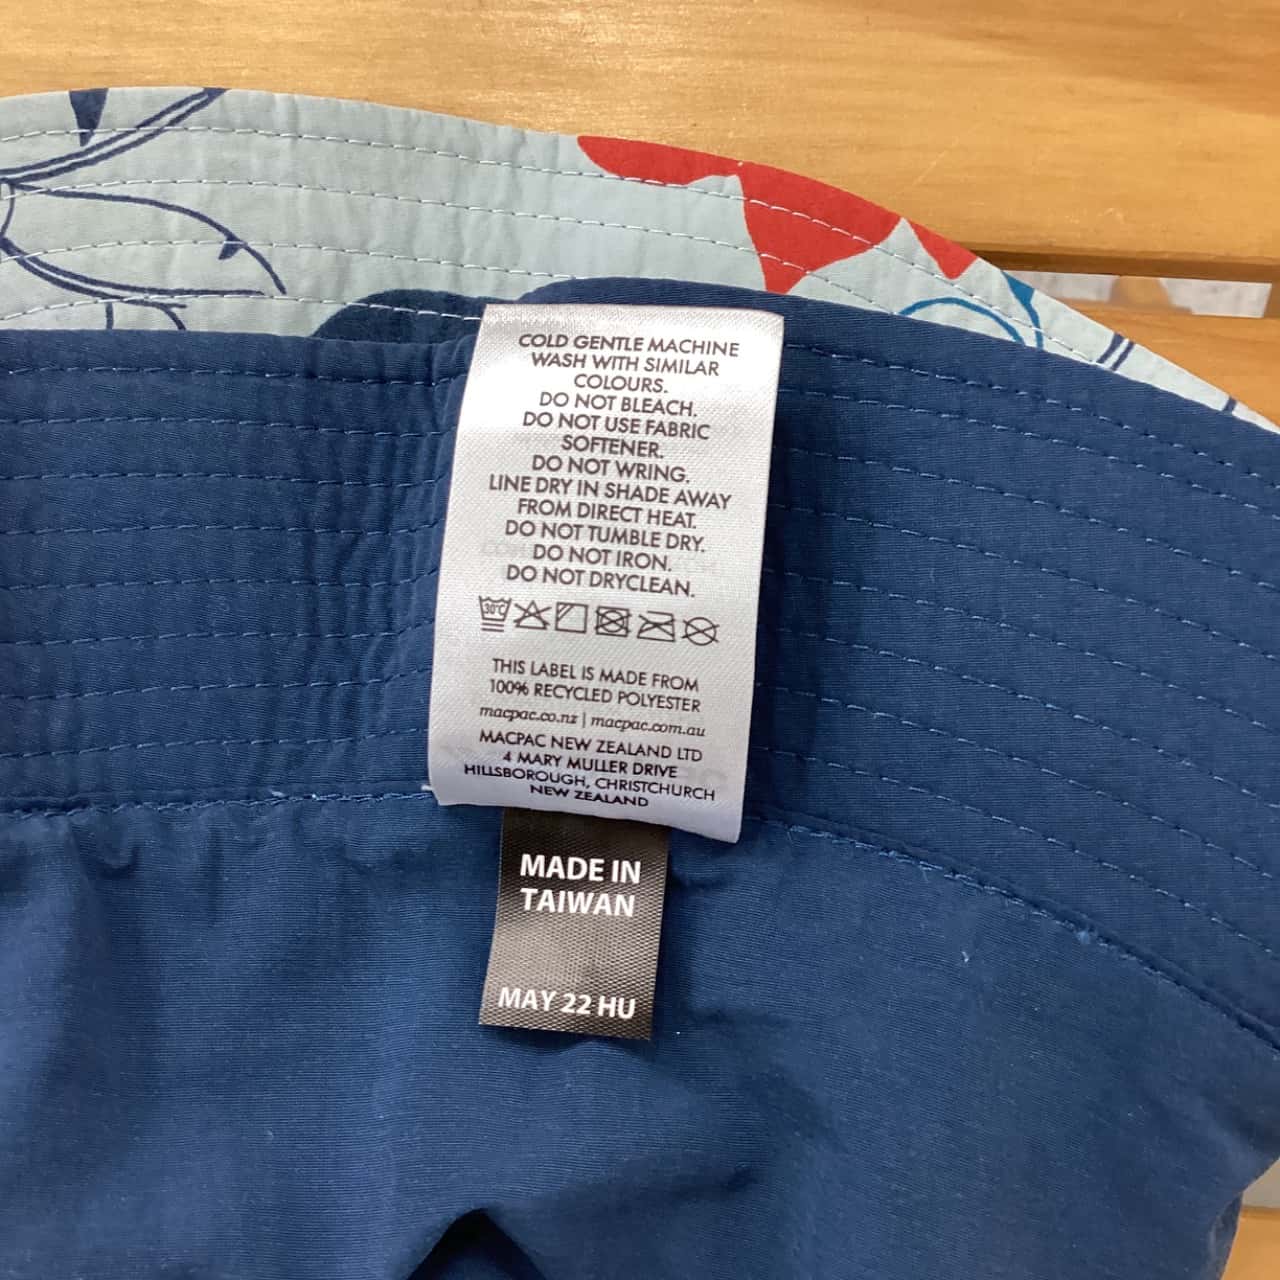 COLD GENTLE MACHINE
WASH WITH SIMILAR
COLOURS.
DO NOT BLEACH.
DO NOT USE FABRIC
SOFTENER.
DO NOT WRING.
LINE DRY IN SHADE AWAY
FROM DIRECT HEAT.
DO NOT TUMBLE DRY.
DO NOT IRON.
DO NOT DRYCLEAN.
30°C
THIS LABEL IS MADE FROM
100% RECYCLED POLYESTER
macpac.co.nz | macpac.com.au
MACPAC NEW ZEALAND LTD
4 MARY MULLER DRIVE
HILLSBOROUGH, CHRISTCHURCH
NEW ZEALAND
MADE IN
TAIWAN
MAY 22 HU